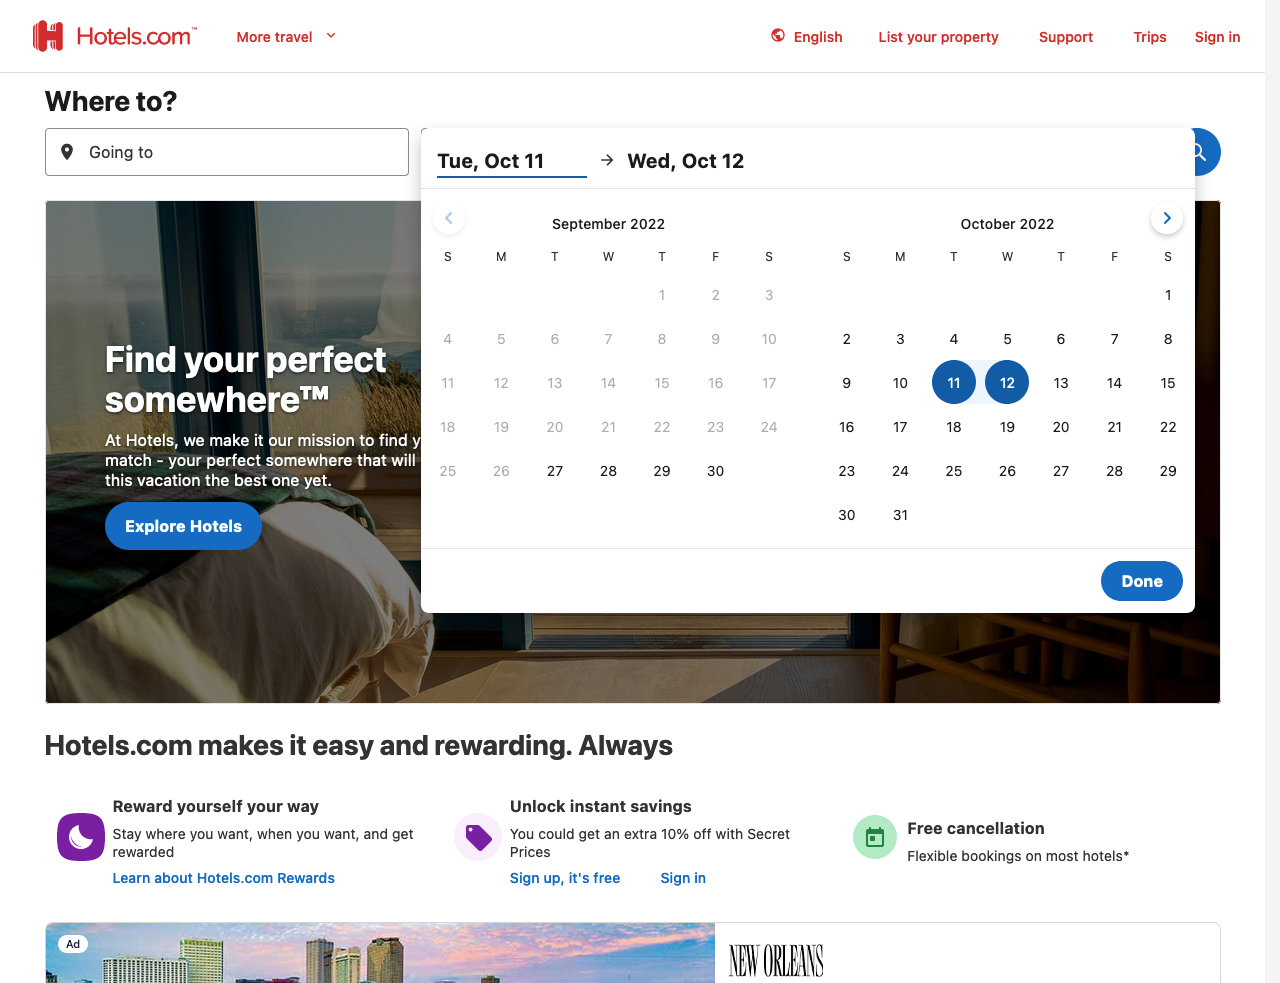 Hotels.com™
More travel
English
List your property
Support
Trips
Sign in
Where to?
Going to
Tue, Oct 11
Wed, Oct 12
September 2022
S M T W T F S
1 2 3
4 5 6 7 8 9 10
11 12 13 14 15 16 17
18 19 20 21 22 23 24
25 26 27 28 29 30
October 2022
S M T W T F S
1
2 3 4 5 6 7 8
9 10 11 12 13 14 15
16 17 18 19 20 21 22
23 24 25 26 27 28 29
30 31
Done
Find your perfect
somewhere™
At Hotels, we make it our mission to find y
match - your perfect somewhere that will
this vacation the best one yet.
Explore Hotels
Hotels.com makes it easy and rewarding. Always
Reward yourself your way
Stay where you want, when you want, and get
rewarded
Learn about Hotels.com Rewards
Unlock instant savings
You could get an extra 10% off with Secret
Prices
Sign up, it's free
Sign in
Free cancellation
Flexible bookings on most hotels*
Ad
NEW ORLEANS